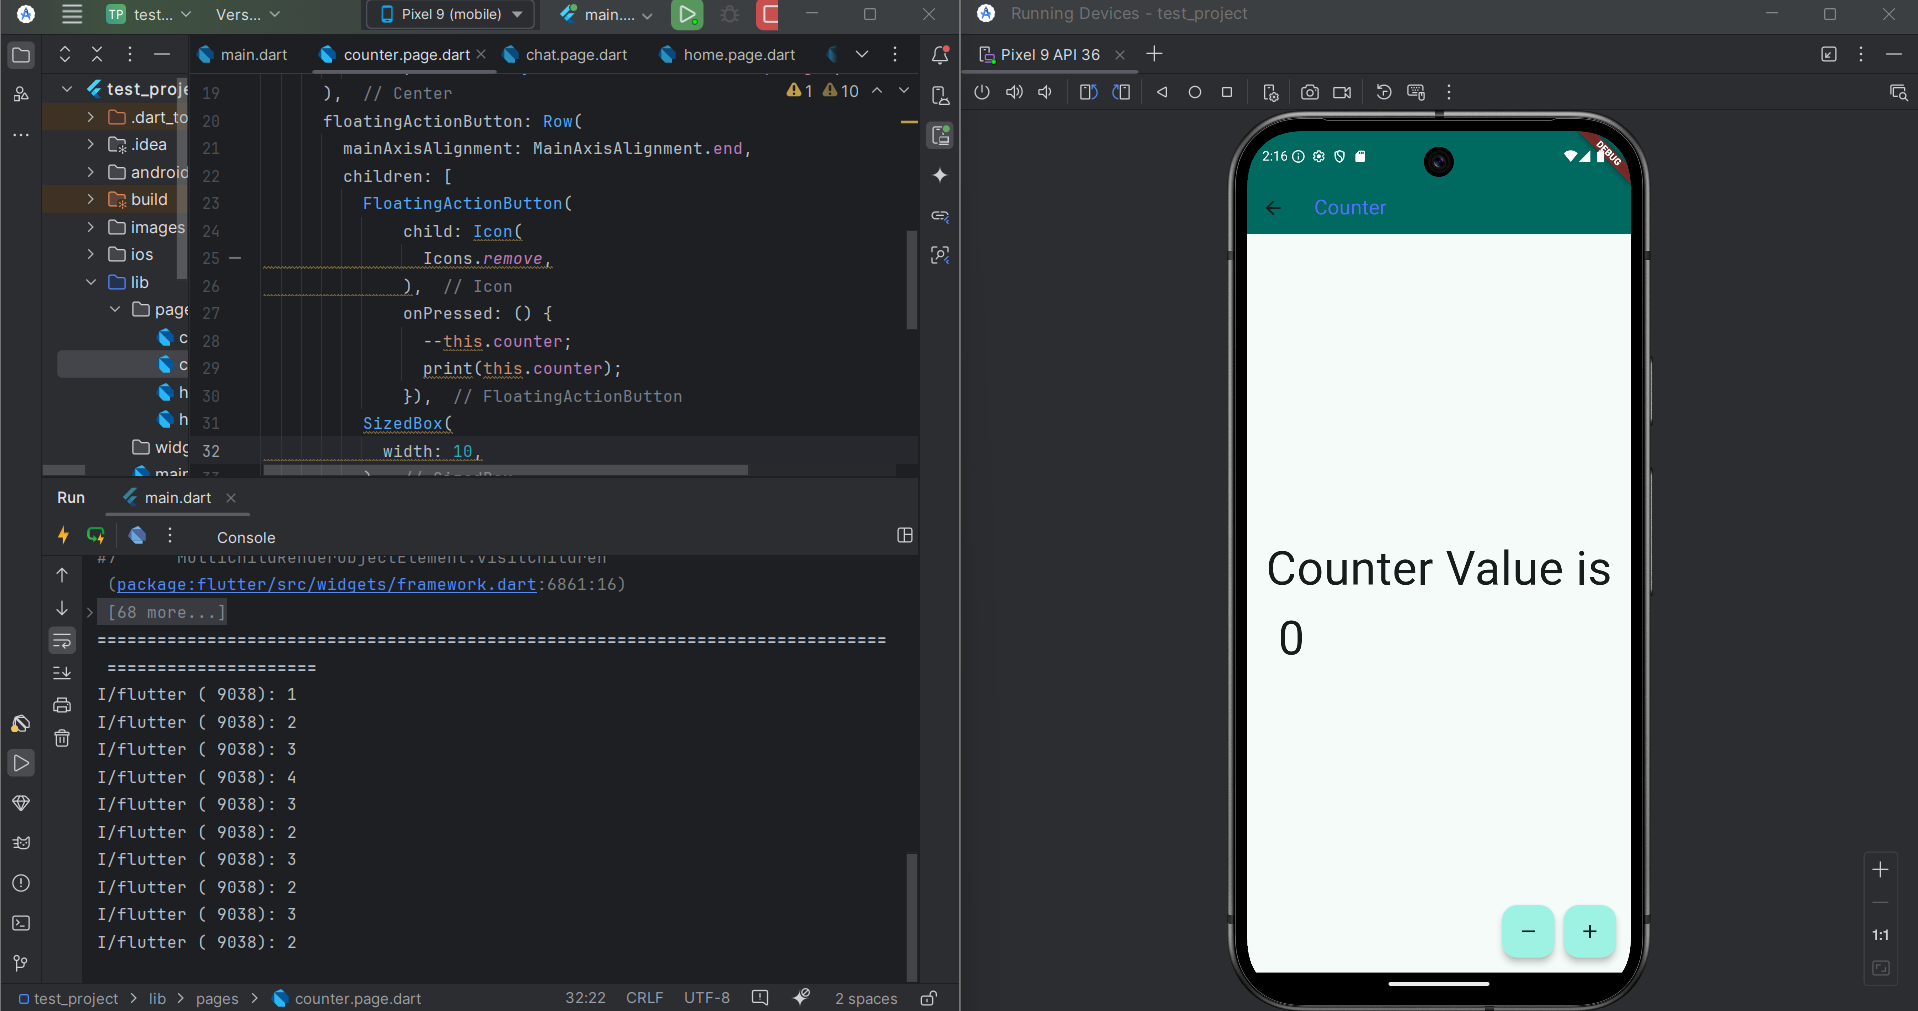 TP test...
Vers...
Pixel 9 (mobile)
main....
Running Devices - test_project
main.dart
counter.page.dart
chat.page.dart
home.page.dart
Pixel 9 API 36
test_proje
.dart_to
.idea
android
build
images
ios
lib
page
c
c
h
h
widg
main
1 10
19 ), // Center
20 floatingActionButton: Row(
21 mainAxisAlignment: MainAxisAlignment.end,
22 children: [
23 FloatingActionButton(
24 child: Icon(
25 Icons.remove,
26 ), // Icon
27 onPressed: () {
28 --this.counter;
29 print(this.counter);
30 }), // FloatingActionButton
31 SizedBox(
32 width: 10,
33 ), // SizedBox
Run
main.dart
Console
#7 MultiChildRenderObjectElement.visitChildren
(package:flutter/src/widgets/framework.dart:6861:16)
[68 more...]
===============================================================================
=====================
I/flutter ( 9038): 1
I/flutter ( 9038): 2
I/flutter ( 9038): 3
I/flutter ( 9038): 4
I/flutter ( 9038): 3
I/flutter ( 9038): 2
I/flutter ( 9038): 3
I/flutter ( 9038): 2
I/flutter ( 9038): 3
I/flutter ( 9038): 2
test_project > lib > pages > counter.page.dart
32:22 CRLF UTF-8 2 spaces
2:16
DEBUG
Counter
Counter Value is
0
1:1